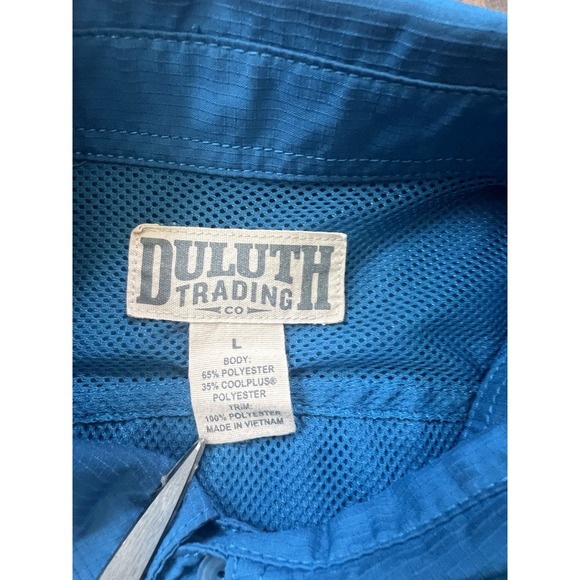 DULUTH
TRADING
CO
L
BODY:
65% POLYESTER
35% COOLPLUS®
POLYESTER
TRIM:
100% POLYESTER
MADE IN VIETNAM